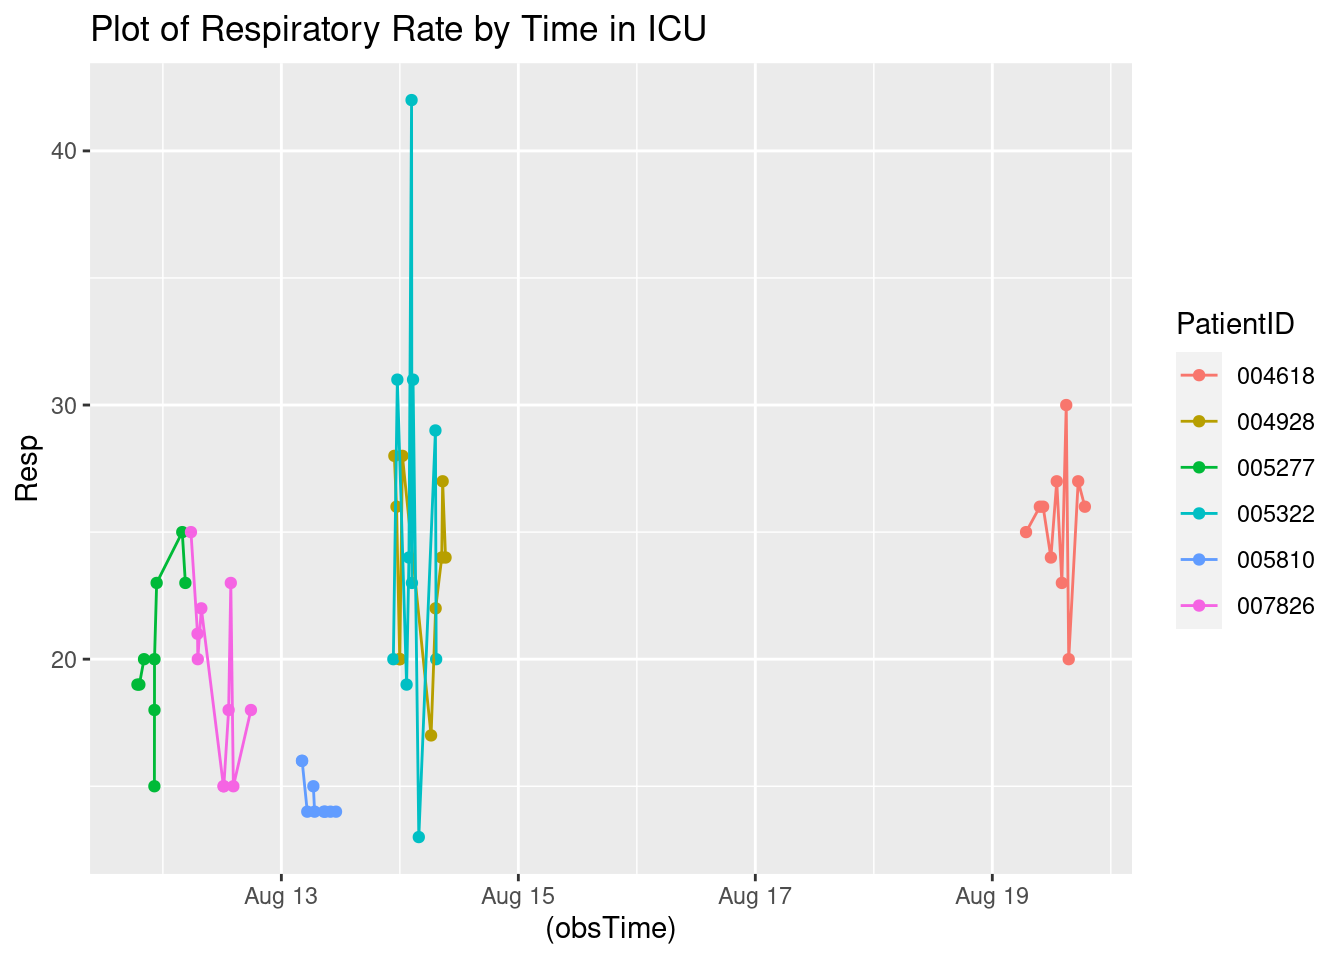 Plot of Respiratory Rate by Time in ICU
40
30
20
Resp
Aug 13
Aug 15
Aug 17
Aug 19
(obsTime)
PatientID
004618
004928
005277
005322
005810
007826